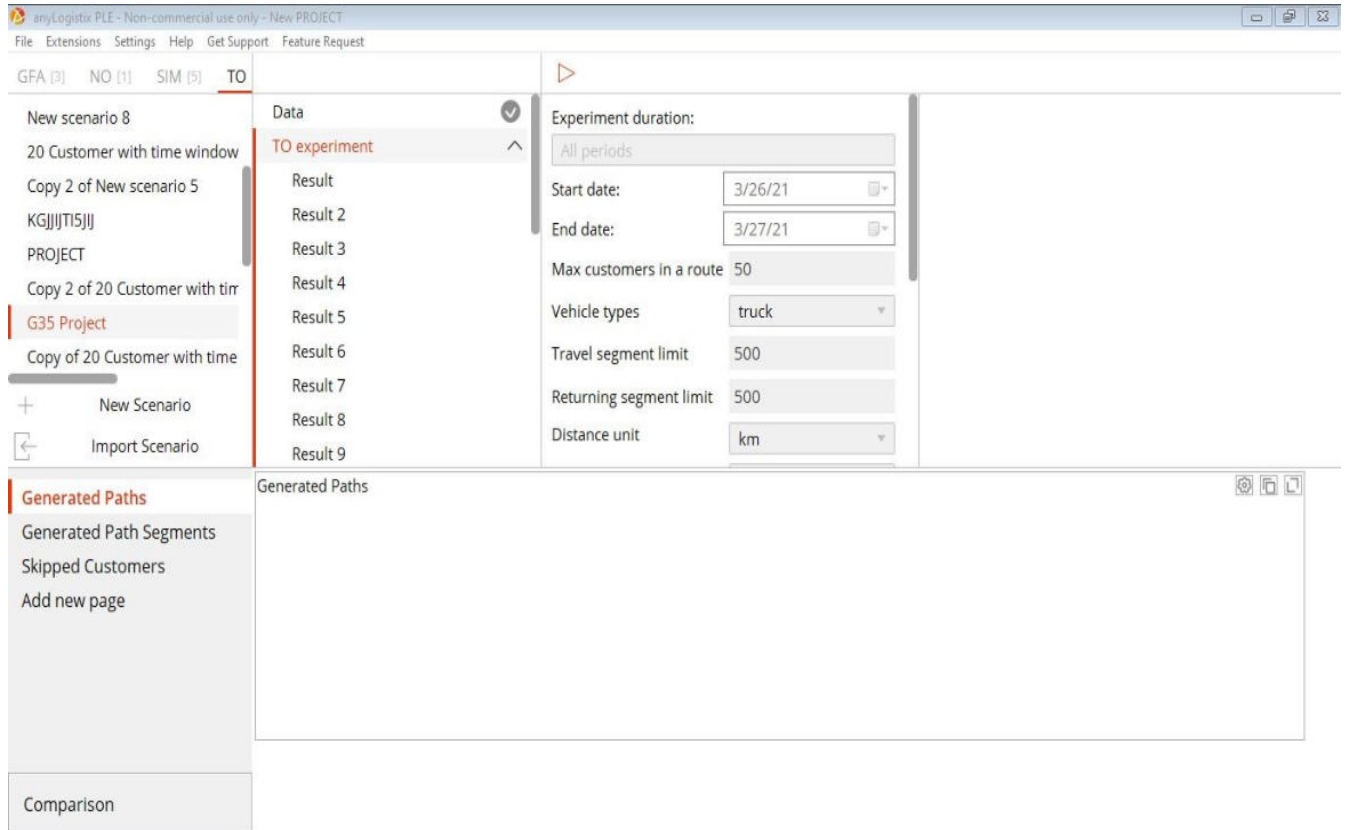 anyLogistix PLE - Non-commercial use only - New PROJECT
File Extensions Settings Help Get Support Feature Request
GFA [3] NO [1] SIM [5] TO
New scenario 8
20 Customer with time window
Copy 2 of New scenario 5
KGJJIJTI5JIJ
PROJECT
Copy 2 of 20 Customer with tim
G35 Project
Copy of 20 Customer with time
New Scenario
Import Scenario
Data
TO experiment
Result
Result 2
Result 3
Result 4
Result 5
Result 6
Result 7
Result 8
Result 9
Experiment duration:
All periods
Start date: 3/26/21
End date: 3/27/21
Max customers in a route 50
Vehicle types truck
Travel segment limit 500
Returning segment limit 500
Distance unit km
Generated Paths
Generated Path Segments
Skipped Customers
Add new page
Generated Paths
Comparison